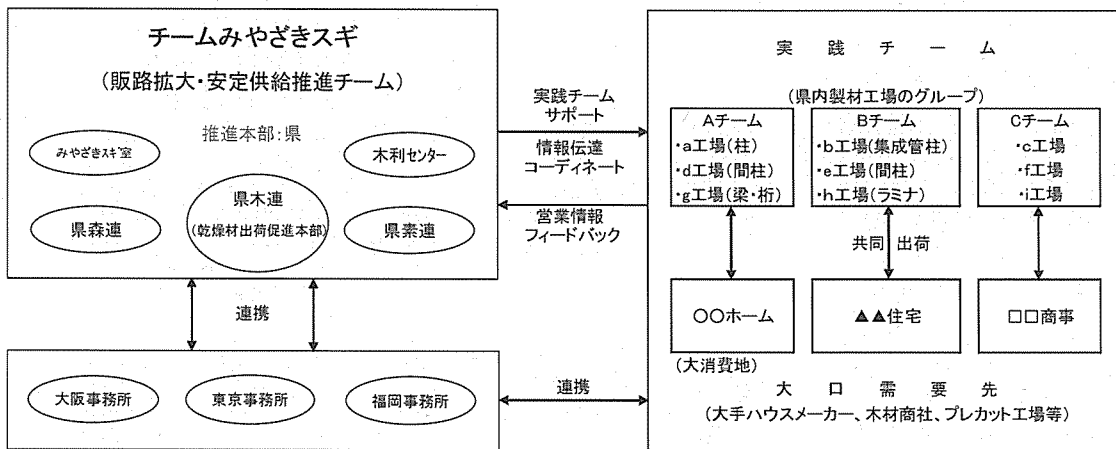 チームみやざきスギ
(販路拡大・安定供給推進チーム)
推進本部:県
みやざきスギ室
木利センター
県木連
(乾燥材出荷促進本部)
県森連
県素連
連携
大阪事務所
東京事務所
福岡事務所
実践チーム
サポート
情報伝達
コーディネート
営業情報
フィードバック
連携
実践チーム
(県内製材工場のグループ)
Aチーム
・a工場(柱)
・d工場(間柱)
・g工場(梁・桁)
Bチーム
・b工場(集成管柱)
・e工場(間柱)
・h工場(ラミナ)
Cチーム
・c工場
・f工場
・i工場
共同出荷
○○ホーム
▲▲住宅
□□商事
(大消費地)
大口需要先
(大手ハウスメーカー、木材商社、プレカット工場等)